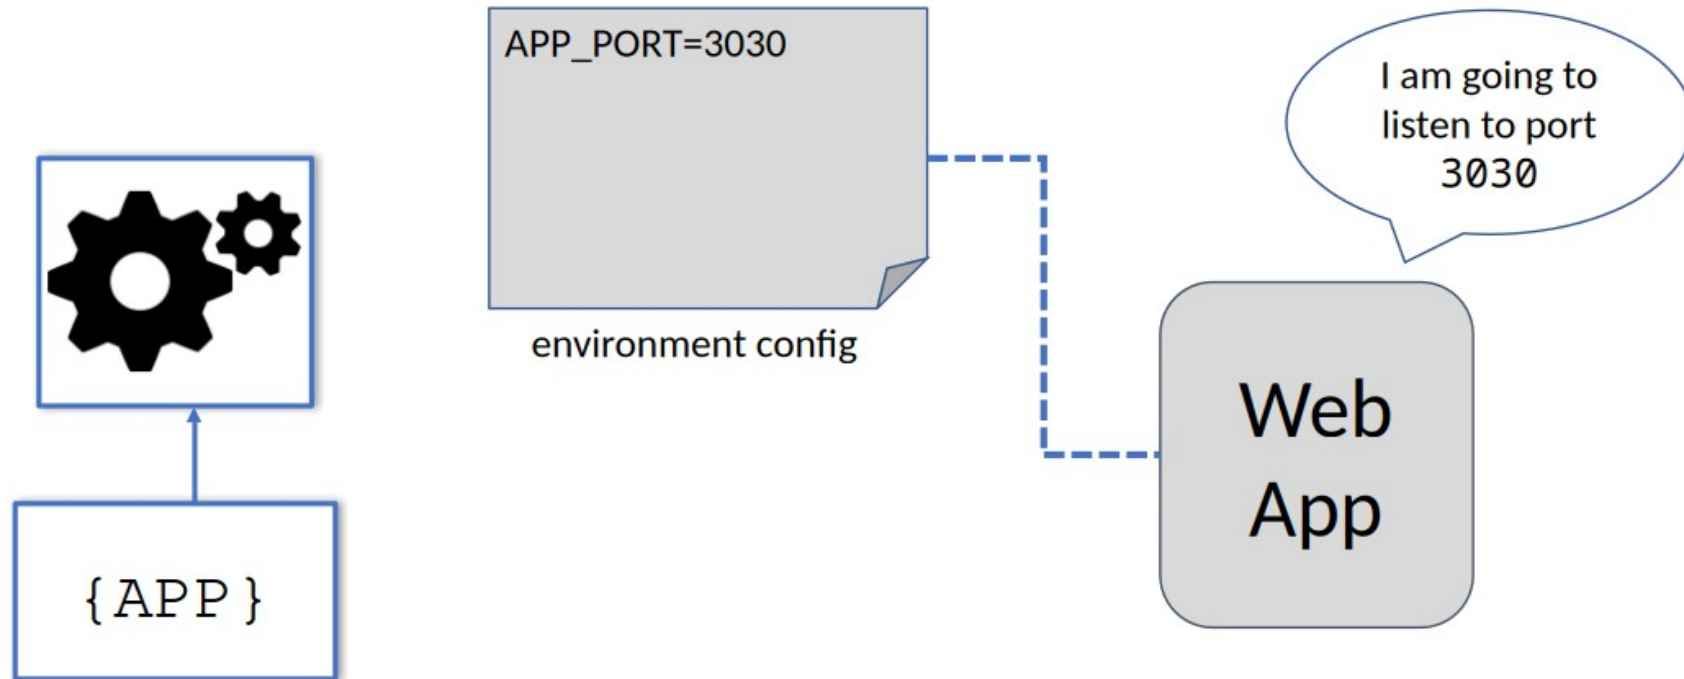 APP_PORT=3030
I am going to
listen to port
3030
environment config
Web
App
{APP}